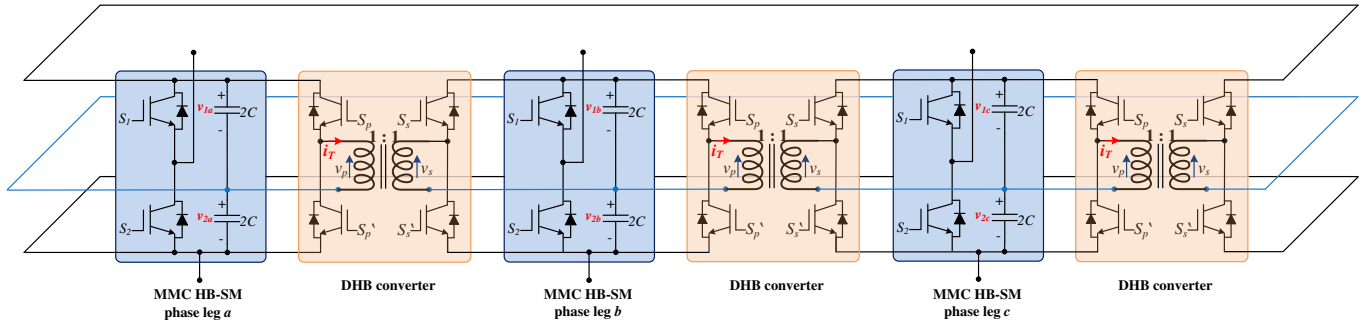 S1
S2
v1a
v2a
+
-
+
-
2C
2C
MMC HB-SM
phase leg a
Sp
Ss
1 : 1
iT
vp
vs
Sp`
Ss`
DHB converter
S1
S2
v1b
v2b
+
-
+
-
2C
2C
MMC HB-SM
phase leg b
Sp
Ss
1 : 1
iT
vp
vs
Sp`
Ss`
DHB converter
S1
S2
v1c
v2c
+
-
+
-
2C
2C
MMC HB-SM
phase leg c
Sp
Ss
1 : 1
iT
vp
vs
Sp`
Ss`
DHB converter